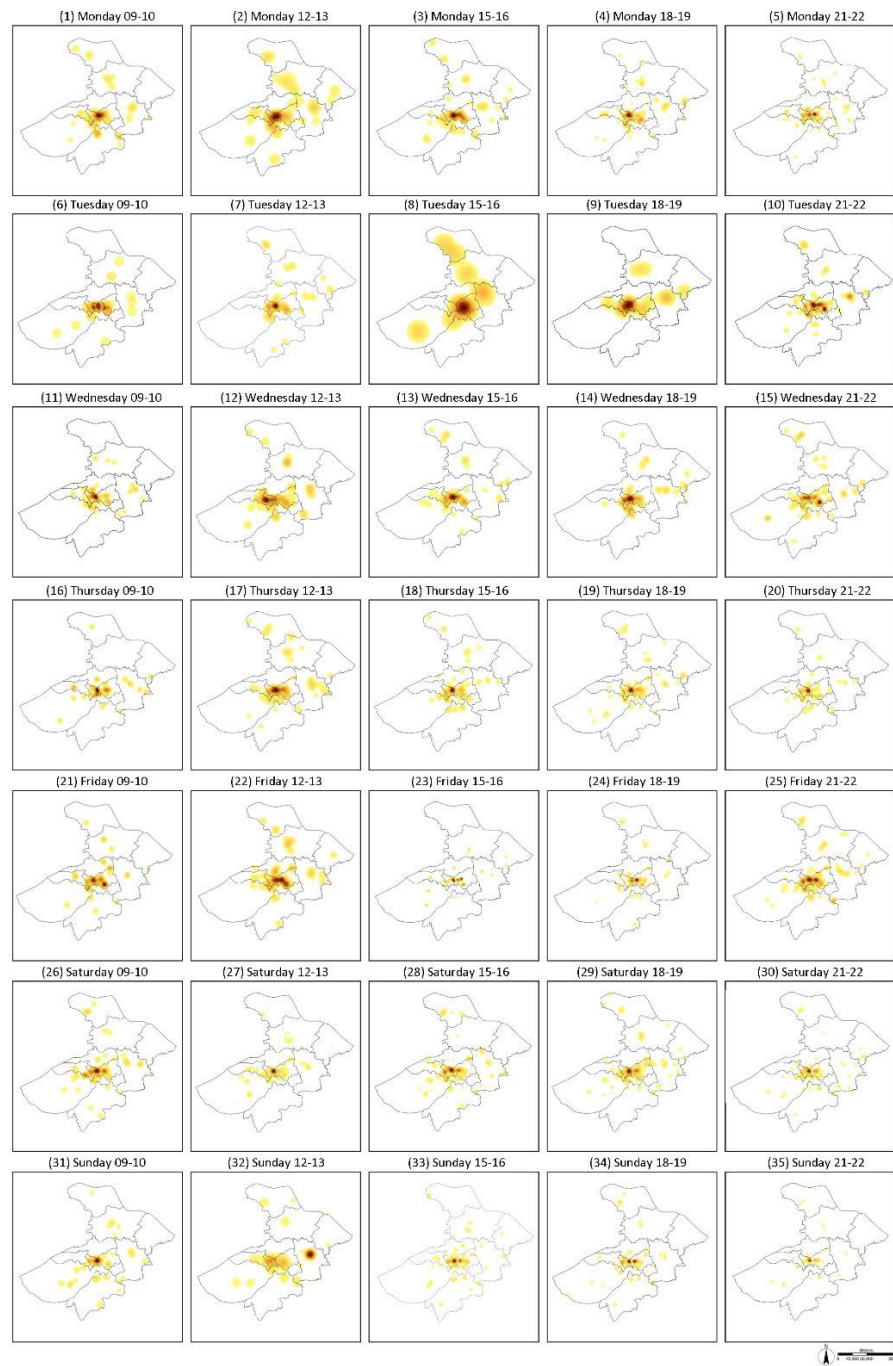 (1) Monday 09-10
(2) Monday 12-13
(3) Monday 15-16
(4) Monday 18-19
(5) Monday 21-22
(6) Tuesday 09-10
(7) Tuesday 12-13
(8) Tuesday 15-16
(9) Tuesday 18-19
(10) Tuesday 21-22
(11) Wednesday 09-10
(12) Wednesday 12-13
(13) Wednesday 15-16
(14) Wednesday 18-19
(15) Wednesday 21-22
(16) Thursday 09-10
(17) Thursday 12-13
(18) Thursday 15-16
(19) Thursday 18-19
(20) Thursday 21-22
(21) Friday 09-10
(22) Friday 12-13
(23) Friday 15-16
(24) Friday 18-19
(25) Friday 21-22
(26) Saturday 09-10
(27) Saturday 12-13
(28) Saturday 15-16
(29) Saturday 18-19
(30) Saturday 21-22
(31) Sunday 09-10
(32) Sunday 12-13
(33) Sunday 15-16
(34) Sunday 18-19
(35) Sunday 21-22
N